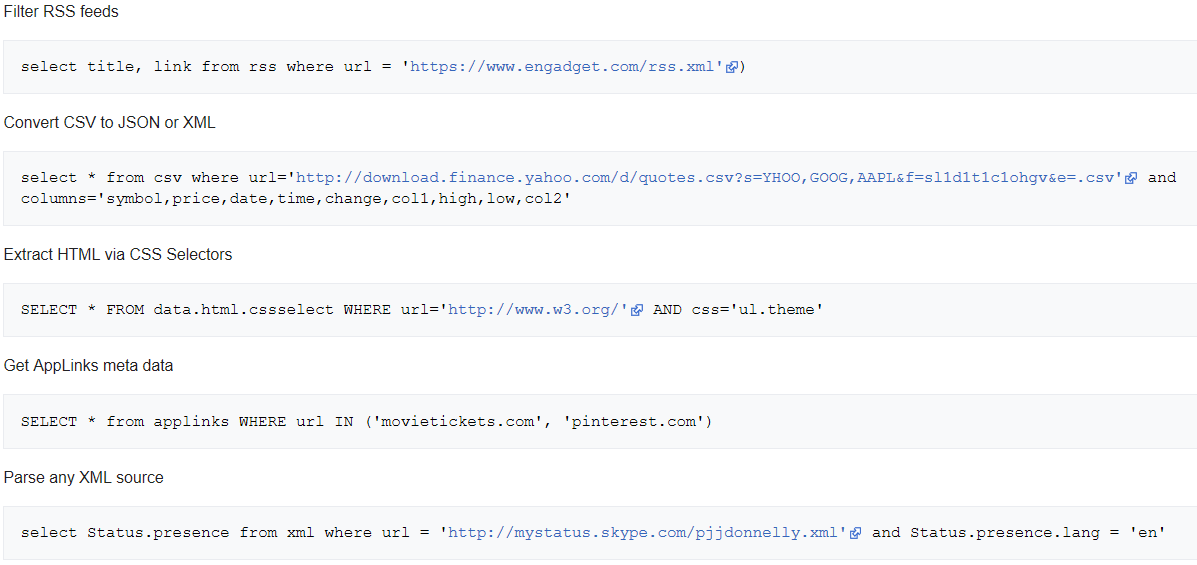 Filter RSS feeds
select title, link from rss where url = 'https://www.engadget.com/rss.xml')
Convert CSV to JSON or XML
select * from csv where url='http://download.finance.yahoo.com/d/quotes.csv?s=YHOO,GOOG,AAPL&f=sl1d1t1c1ohgv&e=.csv' and
columns='symbol,price,date,time,change,col1,high,low,col2'
Extract HTML via CSS Selectors
SELECT * FROM data.html.cssselect WHERE url='http://www.w3.org/' AND css='ul.theme'
Get AppLinks meta data
SELECT * from applinks WHERE url IN ('movietickets.com', 'pinterest.com')
Parse any XML source
select Status.presence from xml where url = 'http://mystatus.skype.com/pjjdonnelly.xml' and Status.presence.lang = 'en'